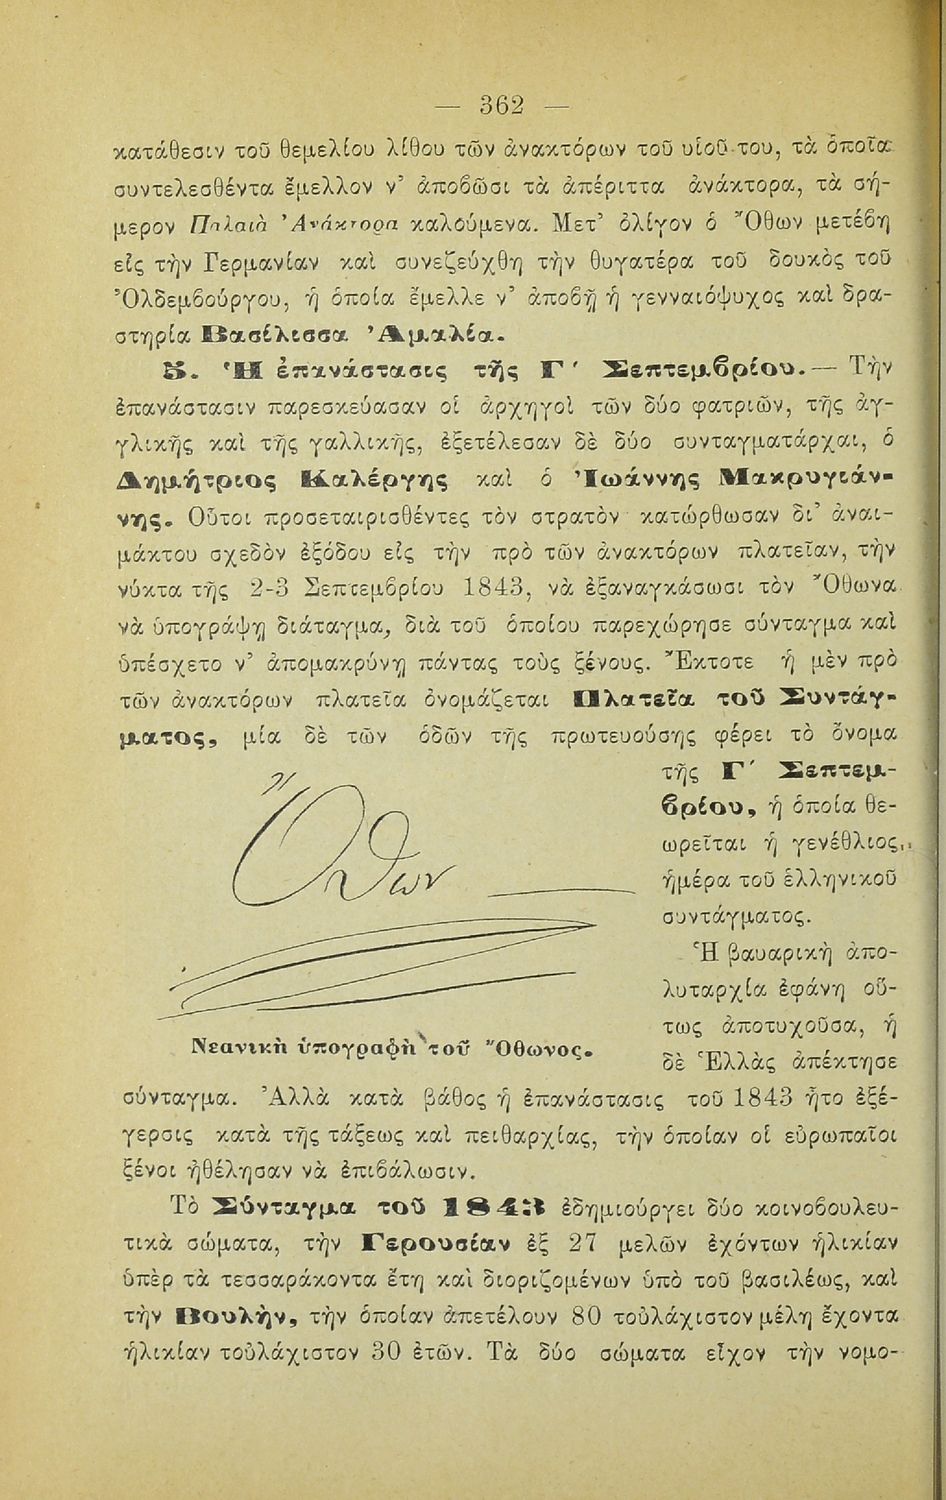 — 362 —
κατάθεσιν τοῦ θεμελίου λίθου τῶν ἀνακτόρων τοῦ υἱοῦ του, τὰ ὁποῖα
συντελεσθέντα ἔμελλον ν’ ἀποβῶσι τὰ ἀπέριττα ἀνάκτορα, τὰ σή-
μερον Παλαιὰ Ἀνάκτορα καλούμενα. Μετ’ ὀλίγον ὁ Ὄθων μετέβη
εἰς τὴν Γερμανίαν καὶ συνεζεύχθη τὴν θυγατέρα τοῦ δουκὸς τοῦ
Ὀλδεμβούργου, ἡ ὁποία ἔμελλε ν’ ἀποβῇ ἡ γενναιόψυχος καὶ δρα-
στηρία Βασίλισσα Ἀμαλία.
5. Ἡ ἐπανάστασις τῆς Γ′ Σεπτεμβρίου.— Τὴν
ἐπανάστασιν παρεσκεύασαν οἱ ἀρχηγοὶ τῶν δύο φατριῶν, τῆς ἀγ-
γλικῆς καὶ τῆς γαλλικῆς, ἐξετέλεσαν δὲ δύο συνταγματάρχαι, ὁ
Δημήτριος Καλέργης καὶ ὁ Ἰωάννης Μακρυγιάν-
νης. Οὗτοι προσεταιρισθέντες τὸν στρατὸν κατώρθωσαν δι’ ἀναι-
μάκτου σχεδὸν ἐξόδου εἰς τὴν πρὸ τῶν ἀνακτόρων πλατεῖαν, τὴν
νύκτα τῆς 2-3 Σεπτεμβρίου 1843, νὰ ἐξαναγκάσωσι τὸν Ὄθωνα
νὰ ὑπογράψῃ διάταγμα, διὰ τοῦ ὁποίου παρεχώρησε σύνταγμα καὶ
ὑπέσχετο ν’ ἀπομακρύνῃ πάντας τοὺς ξένους. Ἔκτοτε ἡ μὲν πρὸ
τῶν ἀνακτόρων πλατεῖα ὀνομάζεται Πλατεῖα τοῦ Συντάγ-
ματος, μία δὲ τῶν ὁδῶν τῆς πρωτευούσης φέρει τὸ ὄνομα
τῆς Γ′ Σεπτεμ-
βρίου, ἡ ὁποία θε-
ωρεῖται ἡ γενέθλιος
ἡμέρα τοῦ ἑλληνικοῦ
συντάγματος.
Ἡ βαυαρικὴ ἀπο-
λυταρχία ἐφάνη οὕ-
τως ἀποτυχοῦσα, ἡ
δὲ Ἑλλὰς ἀπέκτησε
Ὄθων
Νεανικὴ ὑπογραφὴ τοῦ Ὄθωνος.
σύνταγμα. Ἀλλὰ κατὰ βάθος ἡ ἐπανάστασις τοῦ 1843 ἦτο ἐξέ-
γερσις κατὰ τῆς τάξεως καὶ πειθαρχίας, τὴν ὁποίαν οἱ εὐρωπαῖοι
ξένοι ἠθέλησαν νὰ ἐπιβάλωσιν.
Τὸ Σύνταγμα τοῦ 1843 ἐδημιούργει δύο κοινοβουλευ-
τικὰ σώματα, τὴν Γερουσίαν ἐξ 27 μελῶν ἐχόντων ἡλικίαν
ὑπὲρ τὰ τεσσαράκοντα ἔτη καὶ διοριζομένων ὑπὸ τοῦ βασιλέως, καὶ
τὴν Βουλὴν, τὴν ὁποίαν ἀπετέλουν 80 τοὐλάχιστον μέλη ἔχοντα
ἡλικίαν τοὐλάχιστον 30 ἐτῶν. Τὰ δύο σώματα εἶχον τὴν νομο-